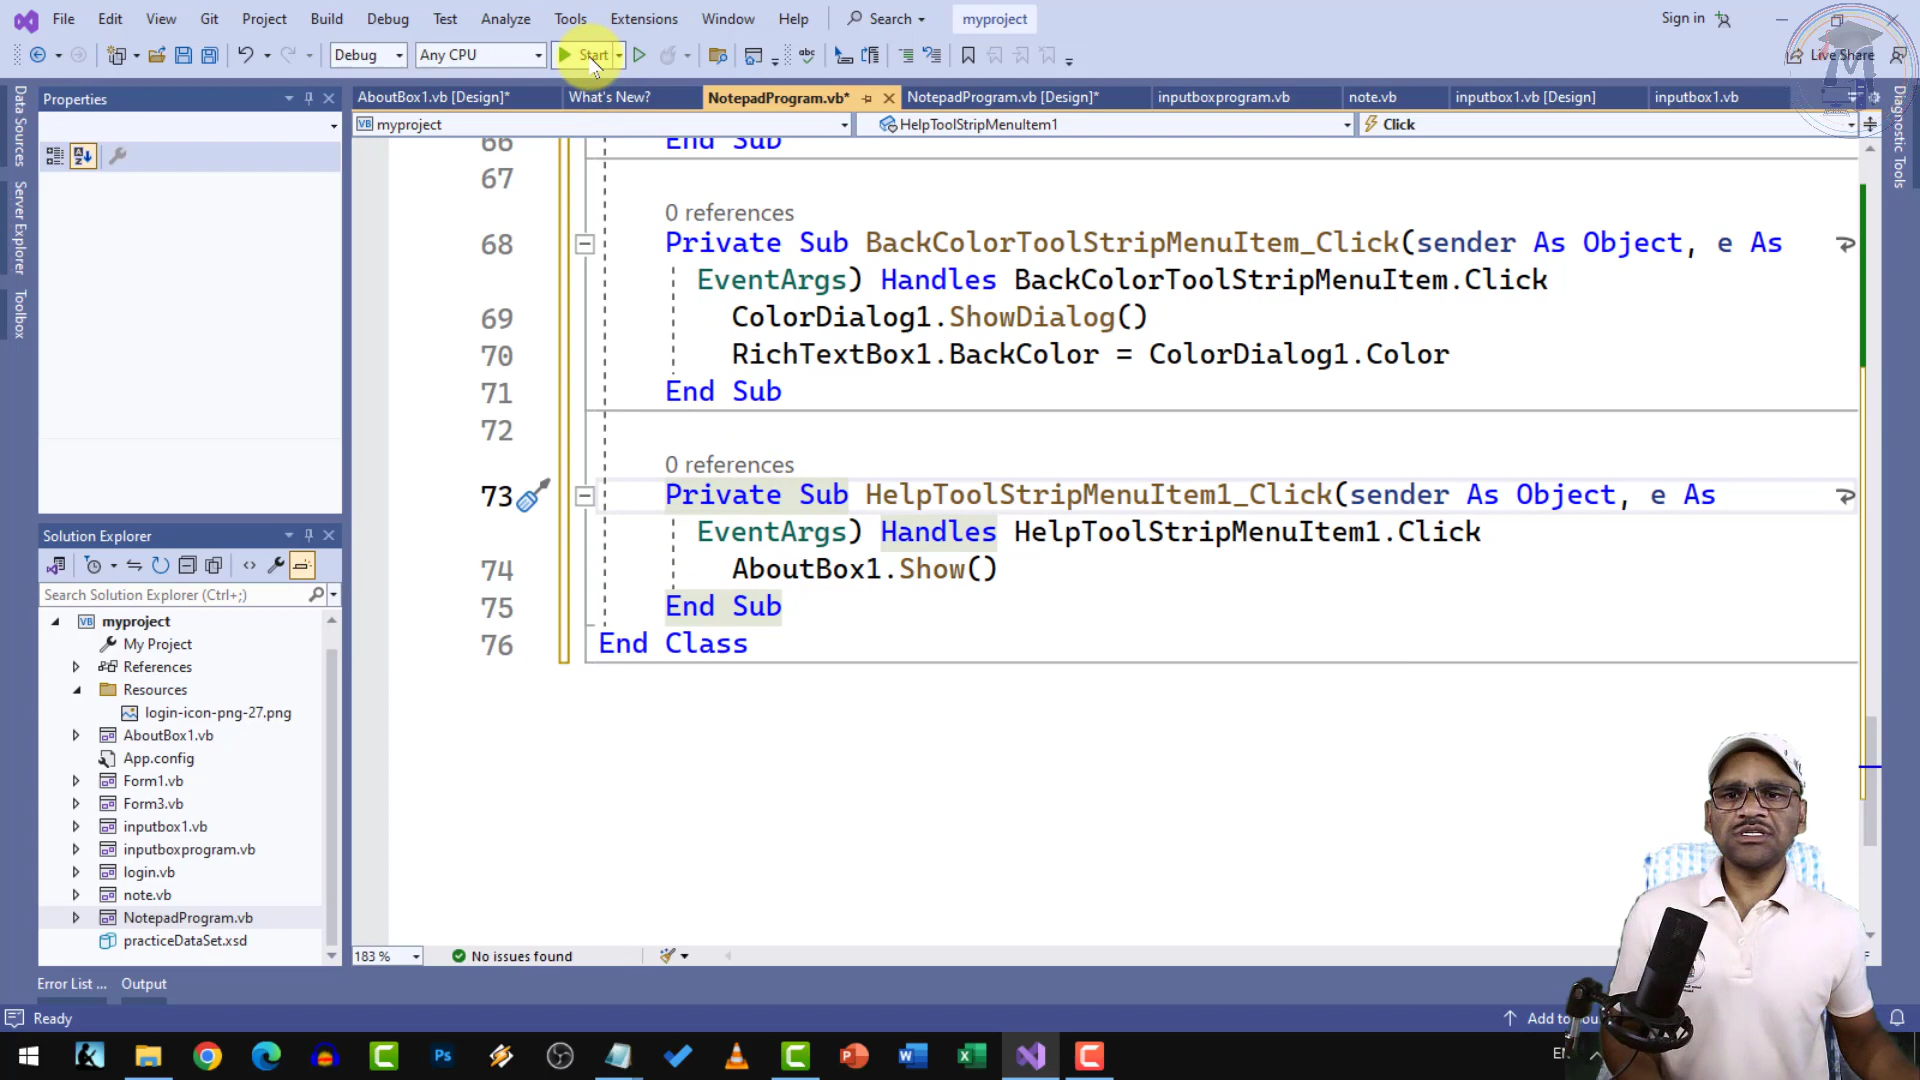 File Edit View Git Project Build Debug Test Analyze Tools Extensions Window Help Search myproject Sign in
Debug Any CPU Start Live Share
Properties
AboutBox1.vb [Design]* What's New? NotepadProgram.vb* NotepadProgram.vb [Design]* inputboxprogram.vb note.vb inputbox1.vb [Design] inputbox1.vb
VB myproject HelpToolStripMenuItem1 Click
Data Sources
Server Explorer
Toolbox
Diagnostic Tools
66 End Sub
67
0 references
68 Private Sub BackColorToolStripMenuItem_Click(sender As Object, e As
EventArgs) Handles BackColorToolStripMenuItem.Click
69 ColorDialog1.ShowDialog()
70 RichTextBox1.BackColor = ColorDialog1.Color
71 End Sub
72
0 references
73 Private Sub HelpToolStripMenuItem1_Click(sender As Object, e As
EventArgs) Handles HelpToolStripMenuItem1.Click
74 AboutBox1.Show()
75 End Sub
76 End Class
Solution Explorer
Search Solution Explorer (Ctrl+;)
VB myproject
My Project
References
Resources
login-icon-png-27.png
AboutBox1.vb
App.config
Form1.vb
Form3.vb
inputbox1.vb
inputboxprogram.vb
login.vb
note.vb
NotepadProgram.vb
practiceDataSet.xsd
183 % No issues found
Error List ... Output
Ready Add to